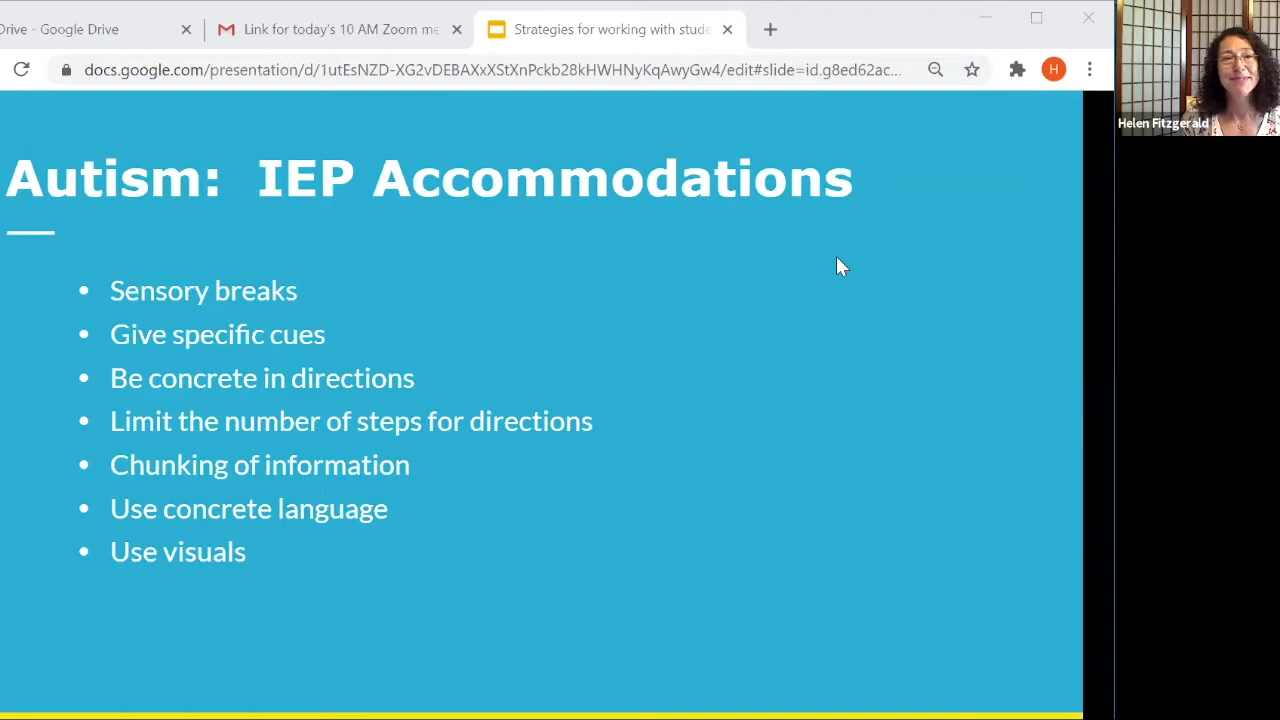 Drive - Google Drive
Link for today's 10 AM Zoom me
Strategies for working with stude
docs.google.com/presentation/d/1utEeNZD-XG2vDEBAXxXStXnPckb28kHWHNyKqAwyGw4/edit#slide=id.g8ed62ac...
H
Helen Fitzgerald
Autism: IEP Accommodations
• Sensory breaks
• Give specific cues
• Be concrete in directions
• Limit the number of steps for directions
• Chunking of information
• Use concrete language
• Use visuals